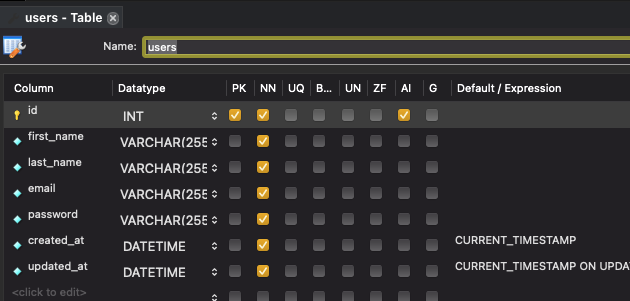 users - Table
Name: users
Column Datatype PK NN UQ B... UN ZF AI G Default / Expression
id INT
first_name VARCHAR(255
last_name VARCHAR(255
email VARCHAR(255
password VARCHAR(255
created_at DATETIME CURRENT_TIMESTAMP
updated_at DATETIME CURRENT_TIMESTAMP ON UPDA
<click to edit>